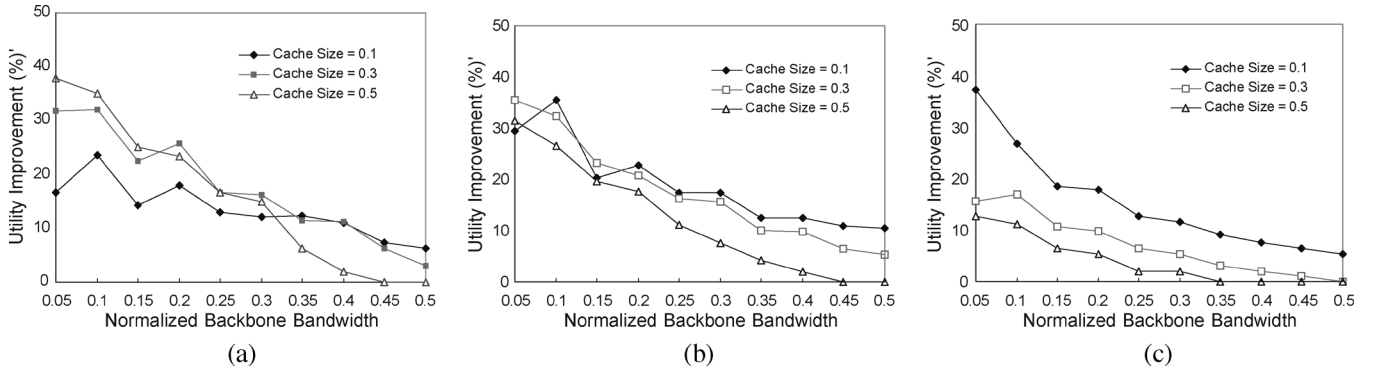 50
40
30
20
10
0
Utility Improvement (%)'
Cache Size = 0.1
Cache Size = 0.3
Cache Size = 0.5
0.05 0.1 0.15 0.2 0.25 0.3 0.35 0.4 0.45 0.5
Normalized Backbone Bandwidth
(a)
50
40
30
20
10
0
Utility Improvement (%)'
Cache Size = 0.1
Cache Size = 0.3
Cache Size = 0.5
0.05 0.1 0.15 0.2 0.25 0.3 0.35 0.4 0.45 0.5
Normalized Backbone Bandwidth
(b)
50
40
30
20
10
0
Utility Improvement (%)'
Cache Size = 0.1
Cache Size = 0.3
Cache Size = 0.5
0.05 0.1 0.15 0.2 0.25 0.3 0.35 0.4 0.45 0.5
Normalized Backbone Bandwidth
(c)